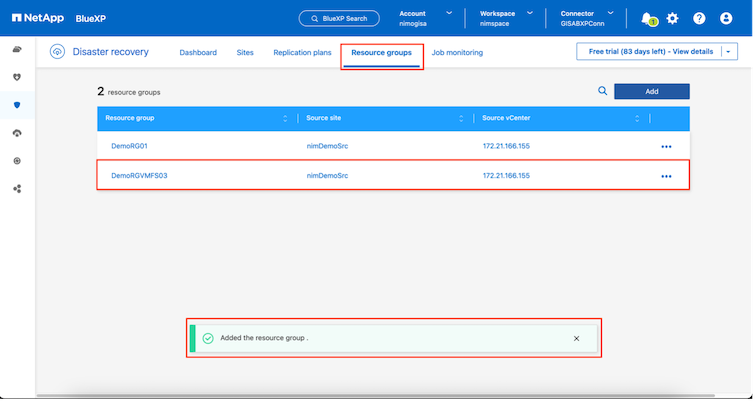 NetApp BlueXP
BlueXP Search
Account
nimogisa
Workspace
nimspace
Connector
GISABXPConn
1
Disaster recovery
Dashboard
Sites
Replication plans
Resource groups
Job monitoring
Free trial (83 days left) - View details
2 resource groups
Add
Resource group
Source site
Source vCenter
DemoRG01
nimDemoSrc
172.21.166.155
DemoRGVMFS03
nimDemoSrc
172.21.166.155
Added the resource group .